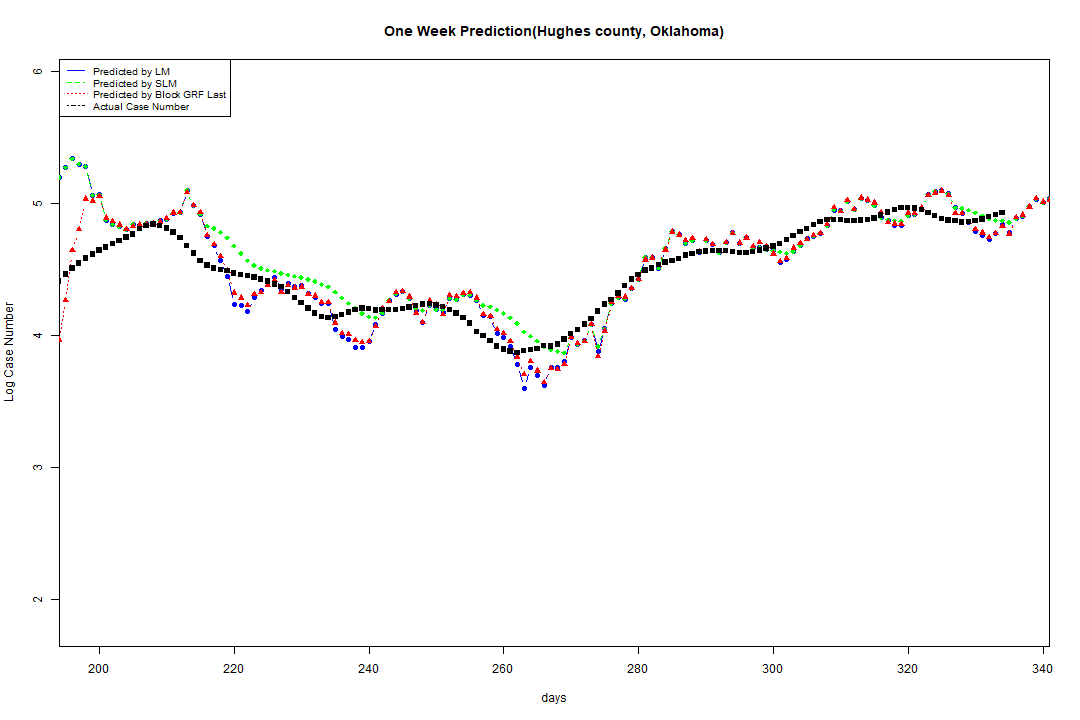 One Week Prediction(Hughes county, Oklahoma)
Predicted by LM
Predicted by SLM
Predicted by Block GRF Last
Actual Case Number
6
5
4
3
2
Log Case Number
200 220 240 260 280 300 320 340
days